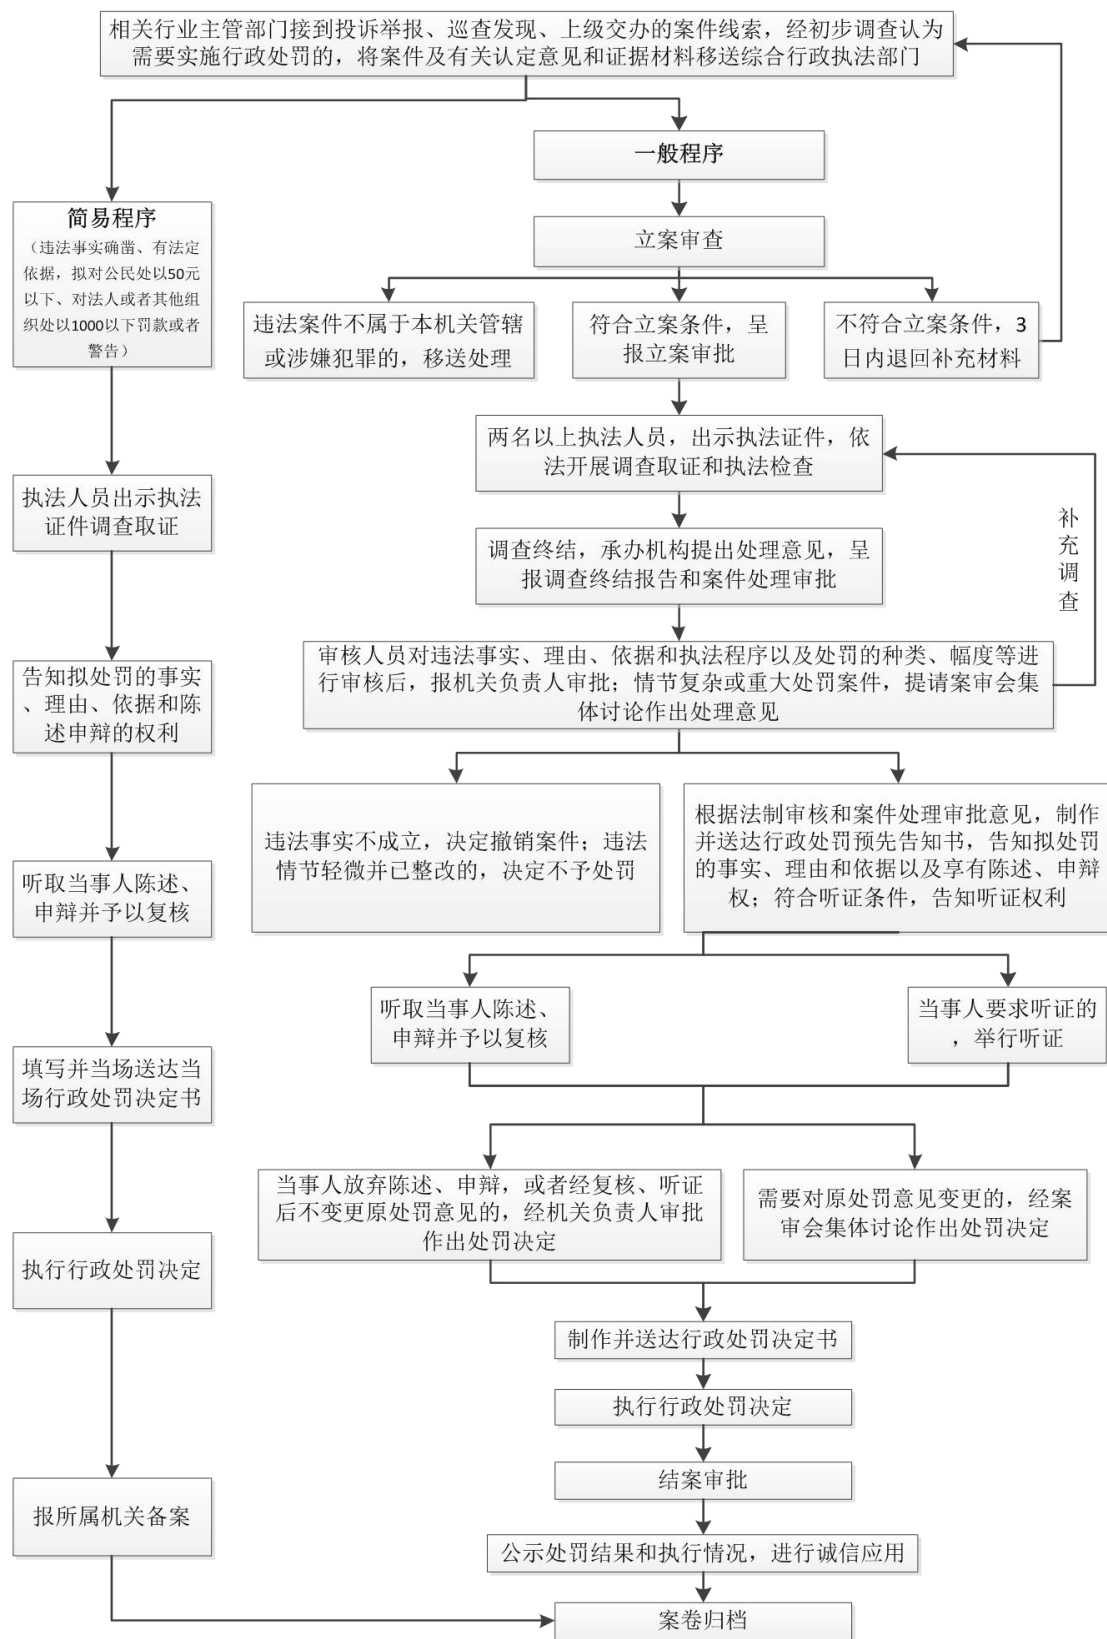 相关行业主管部门接到投诉举报、巡查发现、上级交办的案件线索，经初步调查认为
需要实施行政处罚的，将案件及有关认定意见和证据材料移送综合行政执法部门
简易程序
（违法事实确凿、有法定
依据，拟对公民处以50元
以下、对法人或者其他组
织处以1000以下罚款或者
警告）
执法人员出示执法
证件调查取证
告知拟处罚的事实
、理由、依据和陈
述申辩的权利
听取当事人陈述、
申辩并予以复核
填写并当场送达当
场行政处罚决定书
执行行政处罚决定
报所属机关备案
一般程序
立案审查
违法案件不属于本机关管辖
或涉嫌犯罪的，移送处理
符合立案条件，呈
报立案审批
不符合立案条件，3
日内退回补充材料
两名以上执法人员，出示执法证件，依
法开展调查取证和执法检查
调查终结，承办机构提出处理意见，呈
报调查终结报告和案件处理审批
补
充
调
查
审核人员对违法事实、理由、依据和执法程序以及处罚的种类、幅度等进
行审核后，报机关负责人审批；情节复杂或重大处罚案件，提请案审会集
体讨论作出处理意见
违法事实不成立，决定撤销案件；违法
情节轻微并已整改的，决定不予处罚
根据法制审核和案件处理审批意见，制作
并送达行政处罚预先告知书，告知拟处罚
的事实、理由和依据以及享有陈述、申辩
权；符合听证条件，告知听证权利
听取当事人陈述、
申辩并予以复核
当事人要求听证的
，举行听证
当事人放弃陈述、申辩，或者经复核、听证
后不变更原处罚意见的，经机关负责人审批
作出处罚决定
需要对原处罚意见变更的，经案
审会集体讨论作出处罚决定
制作并送达行政处罚决定书
执行行政处罚决定
结案审批
公示处罚结果和执行情况，进行诚信应用
案卷归档